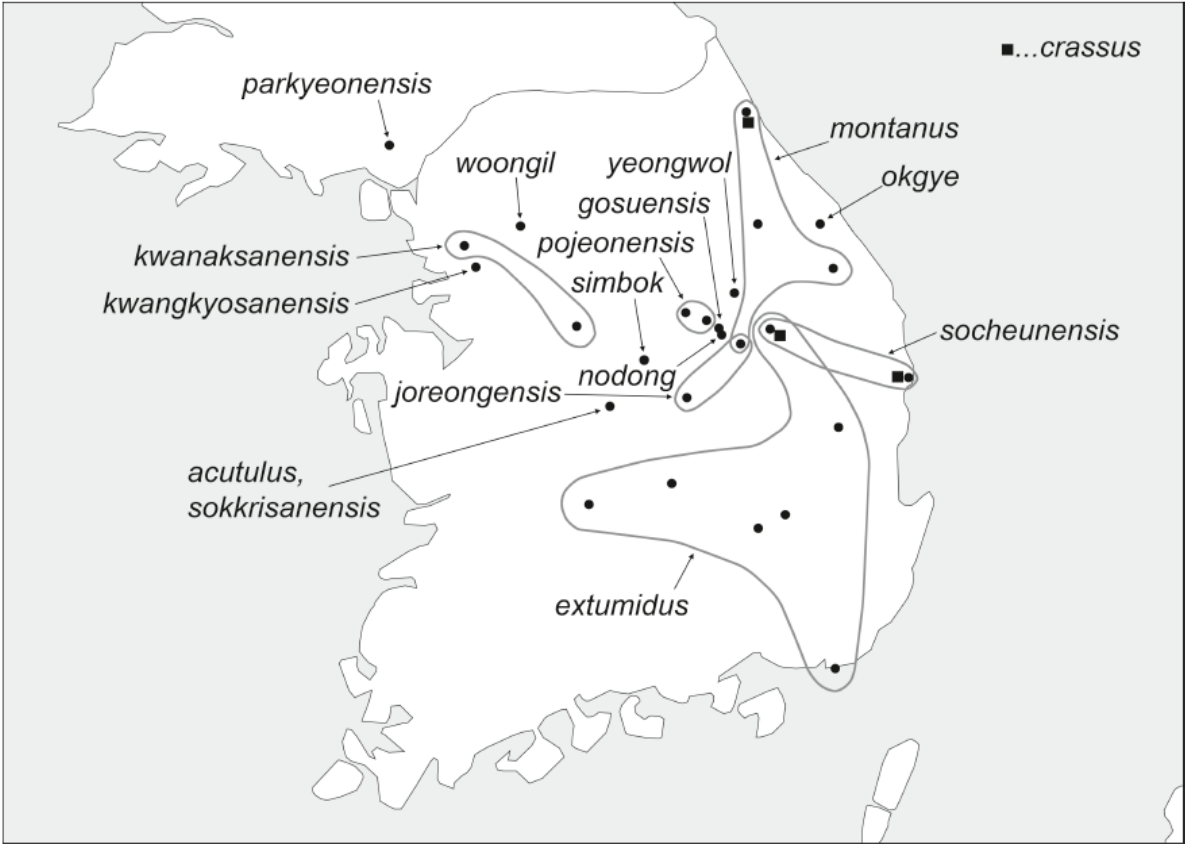 ■...crassus
parkyeonensis
montanus
woongil
yeongwol
okgye
gosuensis
pojeonensis
kwanaksanensis
simbok
kwangkyosanensis
socheunensis
nodong
joreongensis
acutulus,
sokkrisanensis
extumidus